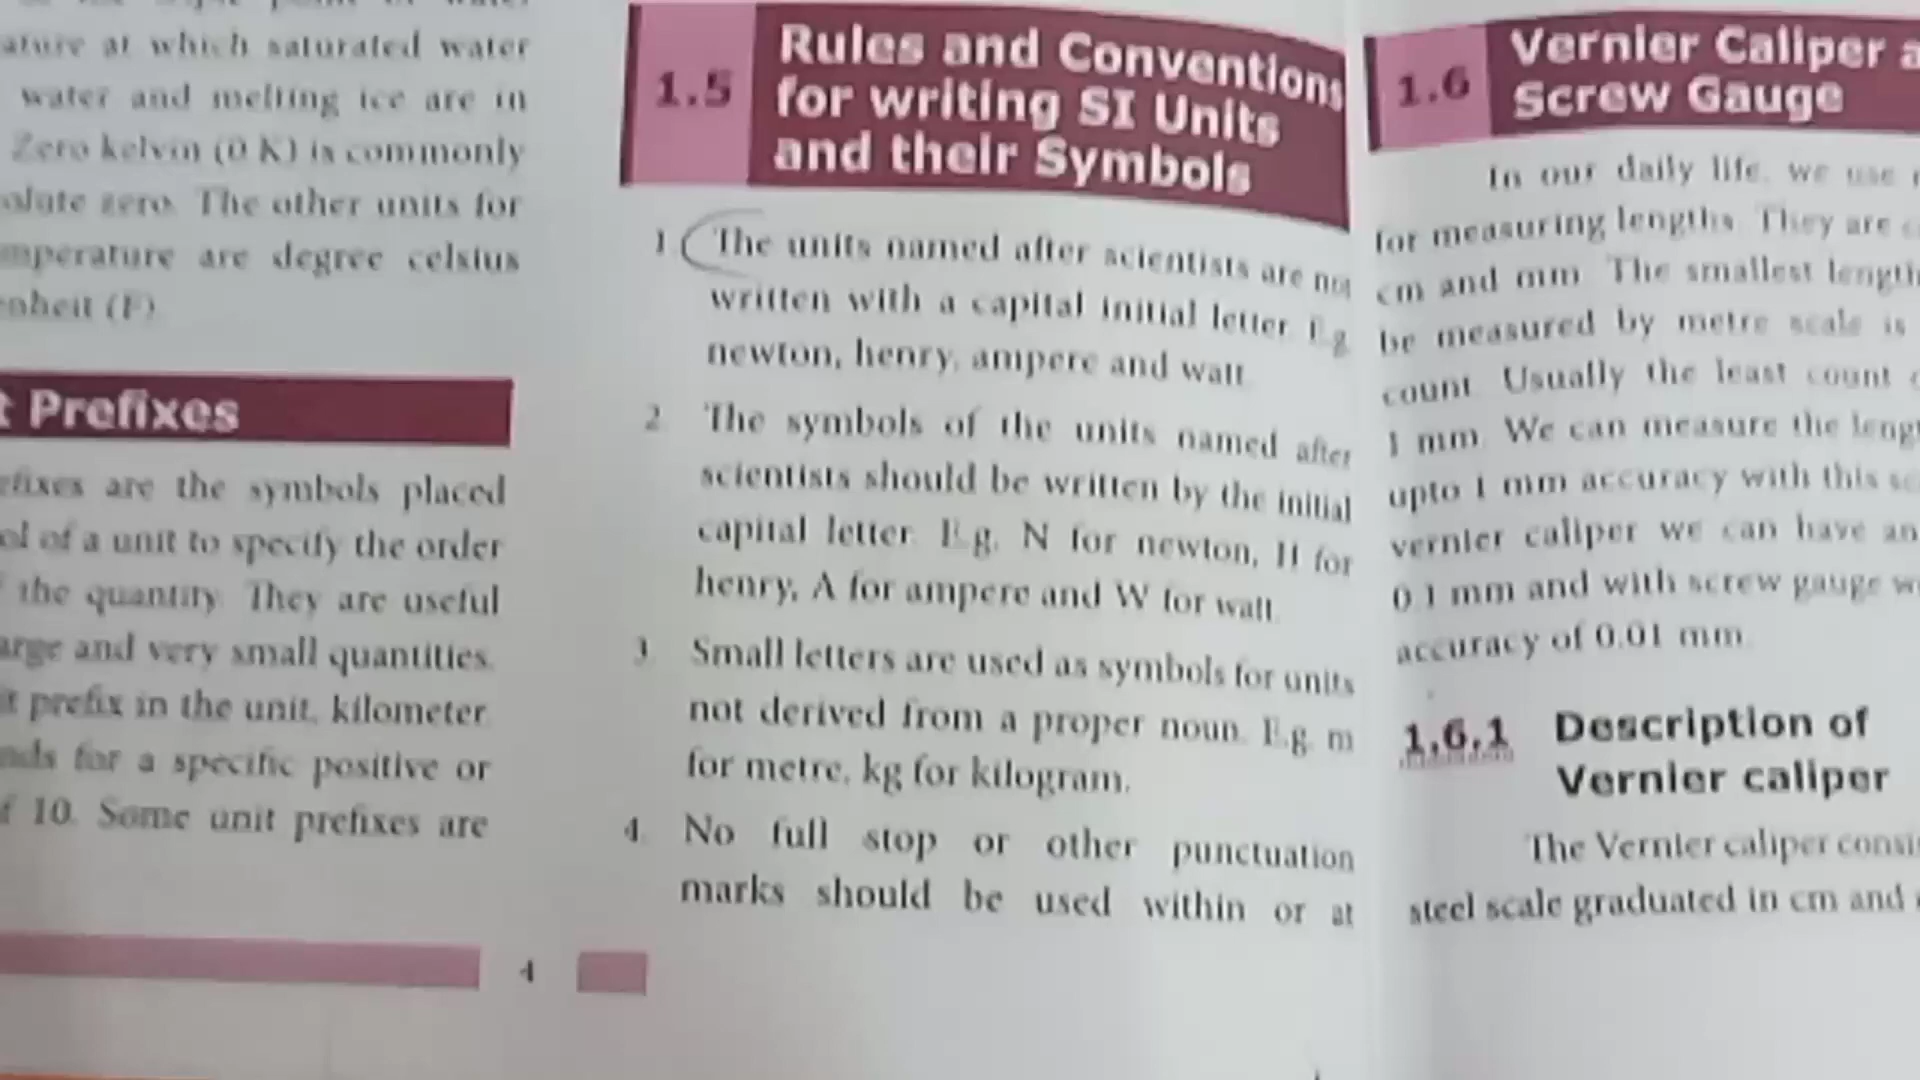 ature at which saturated water
water and melting ice are in
Zero kelvin (0 K) is commonly
olute zero. The other units for
mperature are degree celsius
enheit (F)
t Prefixes
efixes are the symbols placed
ol of a unit to specify the order
the quantity. They are useful
arge and very small quantities.
it prefix in the unit, kilometer
nds for a specific positive or
f 10. Some unit prefixes are
4
1.5 Rules and Conventions
for writing SI Units
and their Symbols
1. The units named after scientists are not
written with a capital initial letter. E.g.
newton, henry, ampere and watt.
2. The symbols of the units named after
scientists should be written by the initial
capital letter. E.g. N for newton, H for
henry, A for ampere and W for watt.
3. Small letters are used as symbols for units
not derived from a proper noun. E.g. m
for metre, kg for kilogram.
4. No full stop or other punctuation
marks should be used within or at
1.6 Vernier Caliper a
Screw Gauge
In our daily life, we use
for measuring lengths. They are
cm and mm. The smallest length
be measured by metre scale is
count. Usually the least count
1 mm. We can measure the leng
upto 1 mm accuracy with this sc
vernier caliper we can have an
0.1 mm and with screw gauge w
accuracy of 0.01 mm.
1.6.1 Description of
Vernier caliper
The Vernier caliper consis
steel scale graduated in cm and